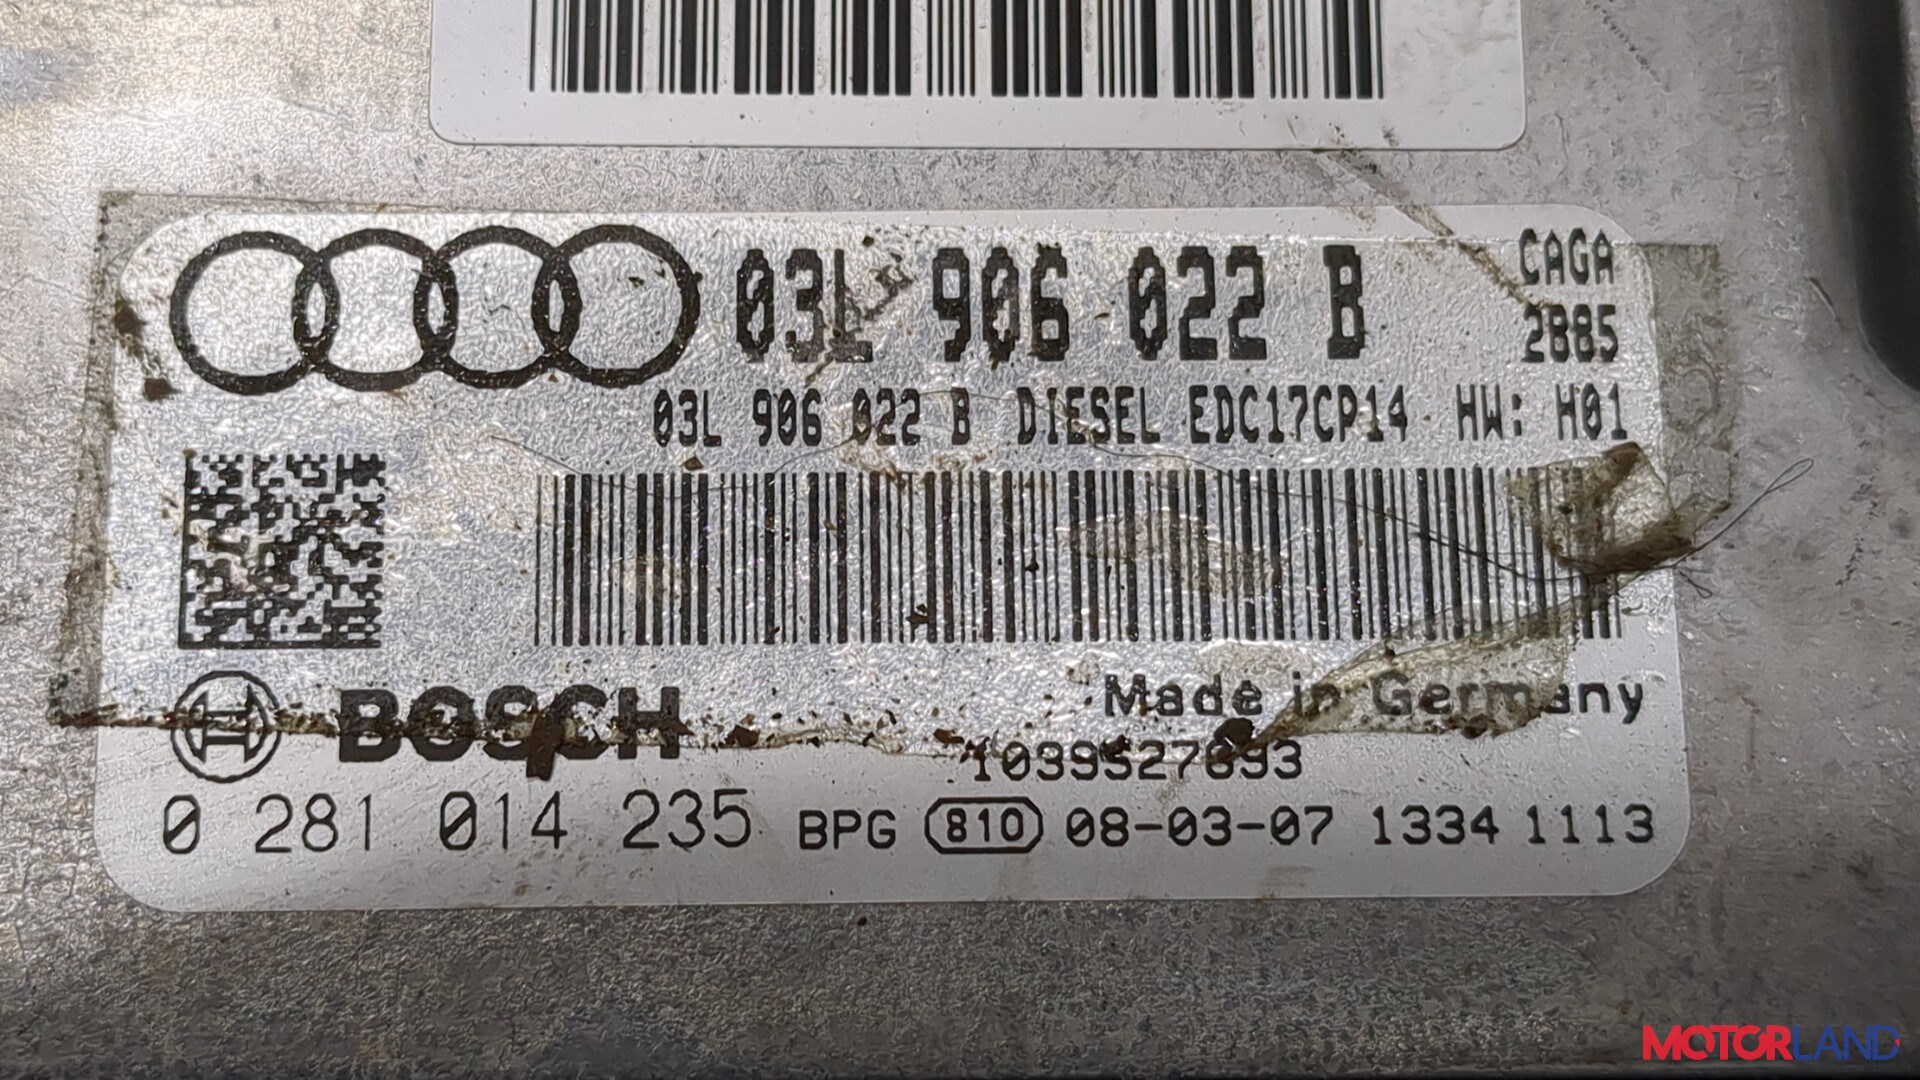 03L 906 022 B
CAGA
2B85
03L 906 022 B DIESEL EDC17CP14 HW: H01
BOSCH
Made in Germany
1039S27893
0 281 014 235 BPG 810 08-03-07 1334 1113
MOTORLAND